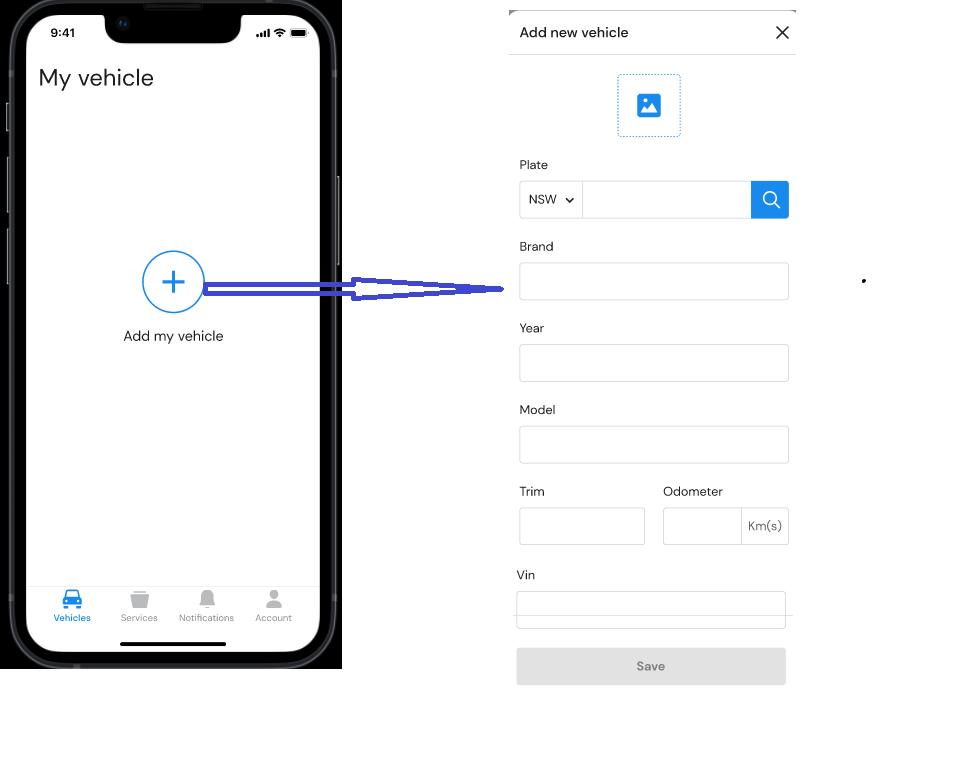 9:41
My vehicle
Add my vehicle
Vehicles Services Notifications Account
Add new vehicle
Plate
NSW
Brand
Year
Model
Trim Odometer
Km(s)
Vin
Save